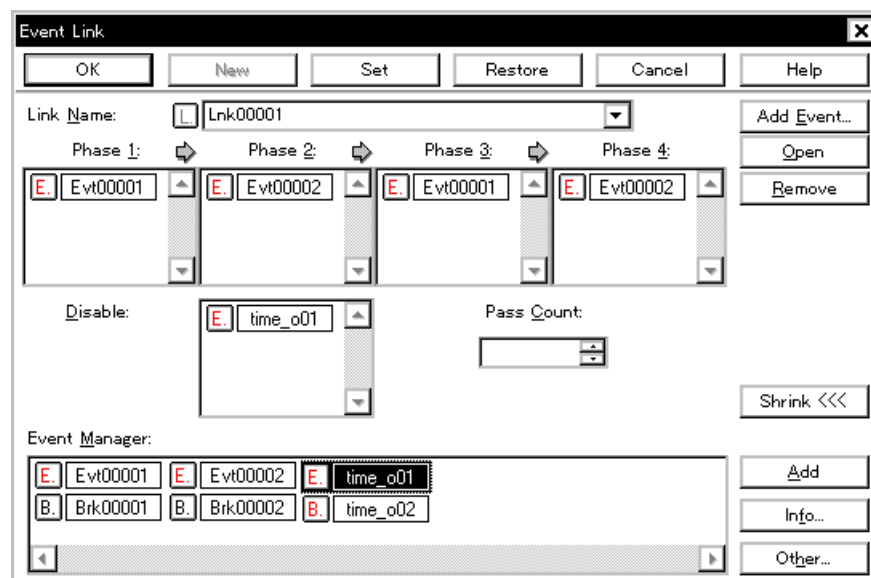 Event Link
OK New Set Restore Cancel Help
Link Name: L. Lnk00001 Add Event...
Phase 1: Phase 2: Phase 3: Phase 4: Open
E. Evt00001 E. Evt00002 E. Evt00001 E. Evt00002 Remove
Disable: E. time_o01 Pass Count:
Shrink <<<
Event Manager:
E. Evt00001 E. Evt00002 E. time_o01 Add
B. Brk00001 B. Brk00002 B. time_o02
Info...
Other...